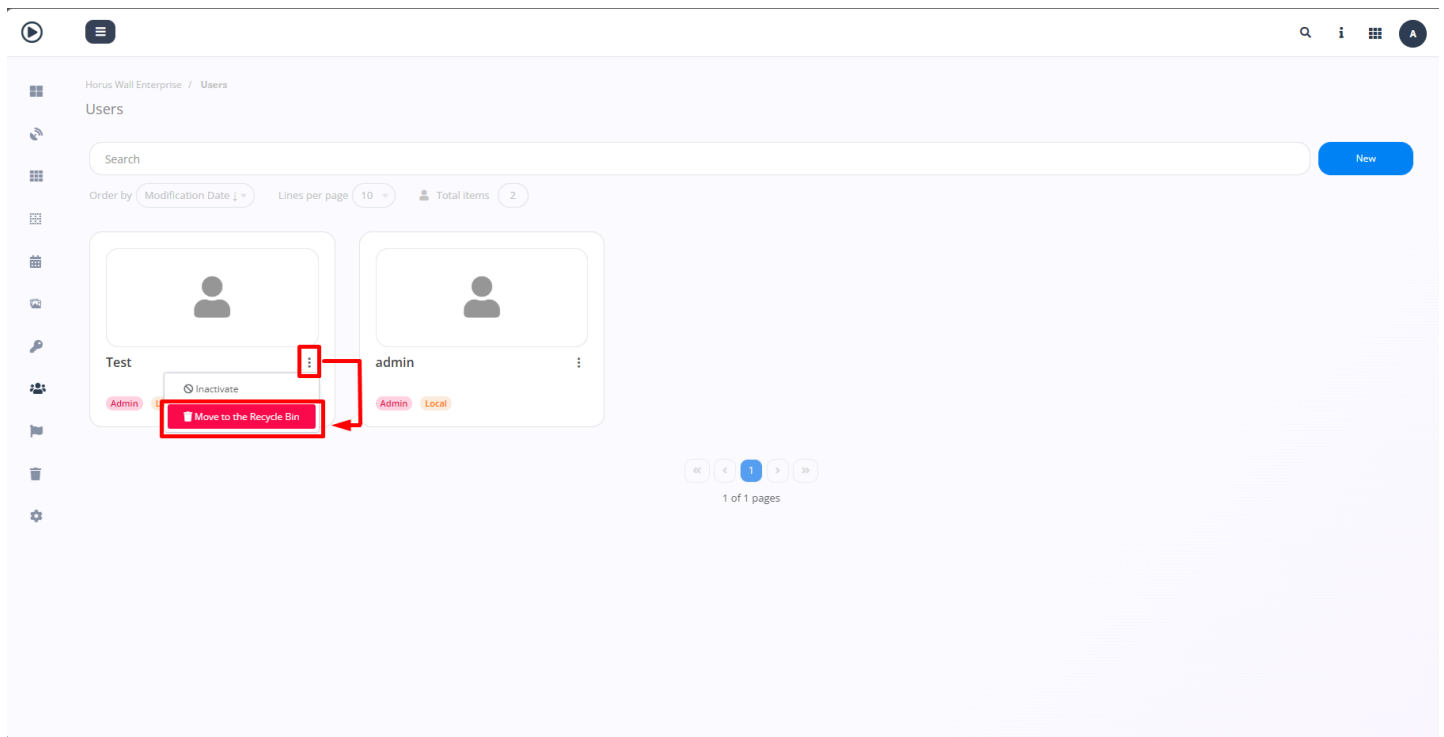 A
Horus Wall Enterprise / Users
Users
Search
New
Order by Modification Date ↓ Lines per page 10 Total items 2
Test
admin
Inactivate
Admin
Admin Local
Move to the Recycle Bin
« ‹ 1 › »
1 of 1 pages